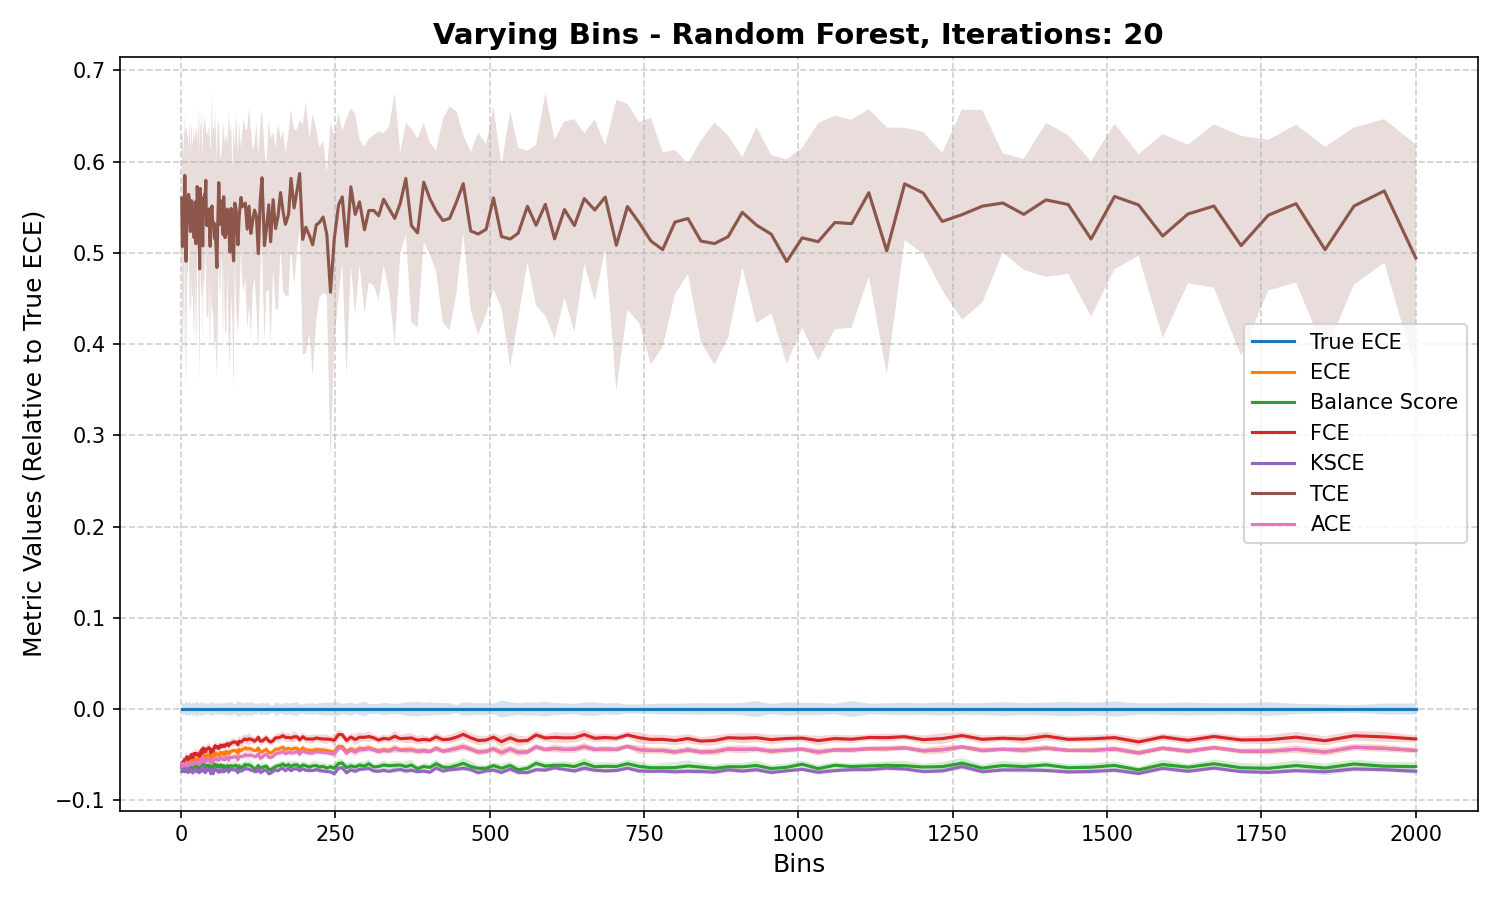 Varying Bins - Random Forest, Iterations: 20
Metric Values (Relative to True ECE)
0.7
0.6
0.5
0.4
0.3
0.2
0.1
0.0
−0.1
True ECE
ECE
Balance Score
FCE
KSCE
TCE
ACE
0 250 500 750 1000 1250 1500 1750 2000
Bins